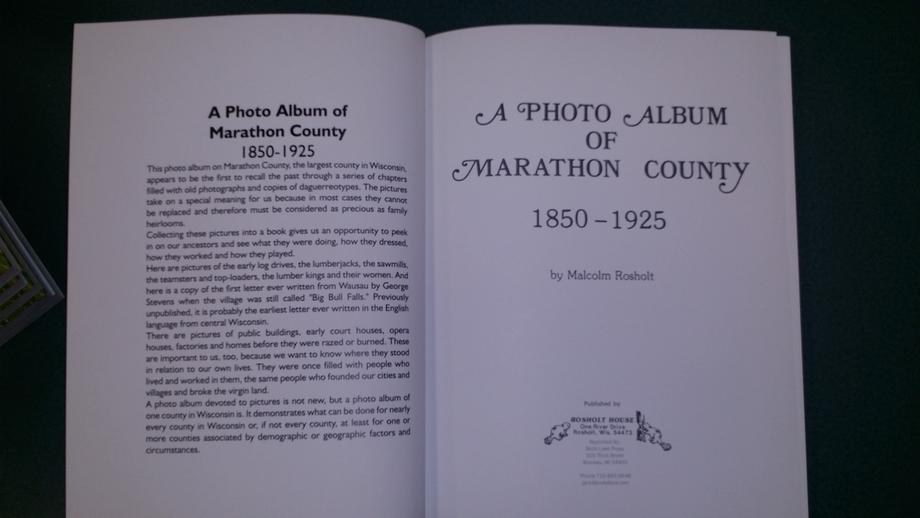 A Photo Album of
Marathon County
1850-1925
This photo album on Marathon County, the largest county in Wisconsin,
appears to be the first to recall the past through a series of chapters
filled with old photographs and copies of daguerreotypes. The pictures
take on a special meaning for us because in most cases they cannot
be replaced and therefore must be considered as precious as family
heirlooms.
Collecting these pictures into a book gives us an opportunity to peek
in on our ancestors and see what they were doing, how they dressed,
how they worked and how they played.
Here are pictures of the early log drives, the lumberjacks, the sawmills,
the teamsters and top-loaders, the lumber kings and their women. And
here is a copy of the first letter ever written from Wausau by George
Stevens when the village was still called "Big Bull Falls." Previously
unpublished, it is probably the earliest letter ever written in the English
language from central Wisconsin.
There are pictures of public buildings, early court houses, opera
houses, factories and homes before they were razed or burned. These
are important to us, too, because we want to know where they stood
in relation to our own lives. They were once filled with people who
lived and worked in them, the same people who founded our cities and
villages and broke the virgin land.
A photo album devoted to pictures is not new, but a photo album of
one county in Wisconsin is. It demonstrates what can be done for nearly
every county in Wisconsin or, if not every county, at least for one or
more counties associated by demographic or geographic factors and
circumstances.
A PHOTO ALBUM
OF
MARATHON COUNTY
1850-1925
by Malcolm Rosholt
Published by
ROSHOLT HOUSE
One River Drive
Rosholt, Wis. 54473
Reprinted By
Third Street
Wausau, WI
Phone